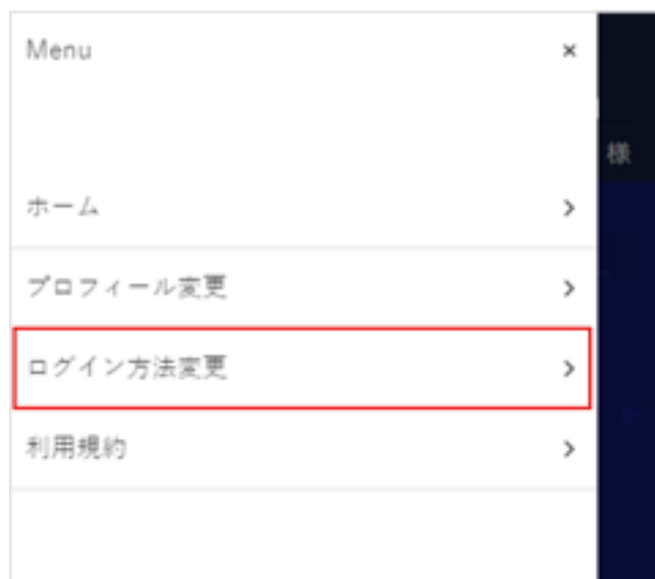 Menu ×
様
ホーム
プロフィール変更
ログイン方法変更
利用規約